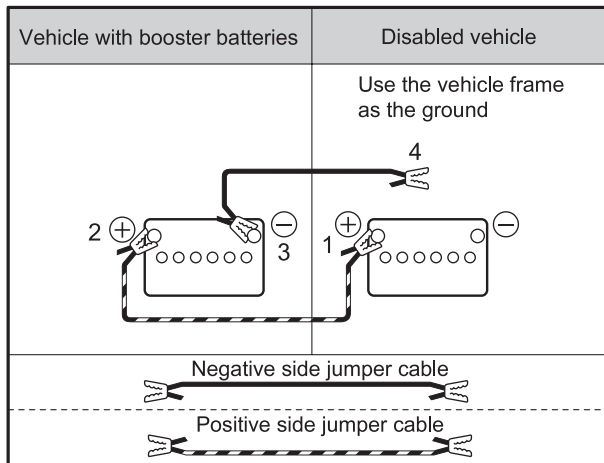 Vehicle with booster batteries
Disabled vehicle
Use the vehicle frame
as the ground
4
2 +
- 3
1 +
-
Negative side jumper cable
Positive side jumper cable